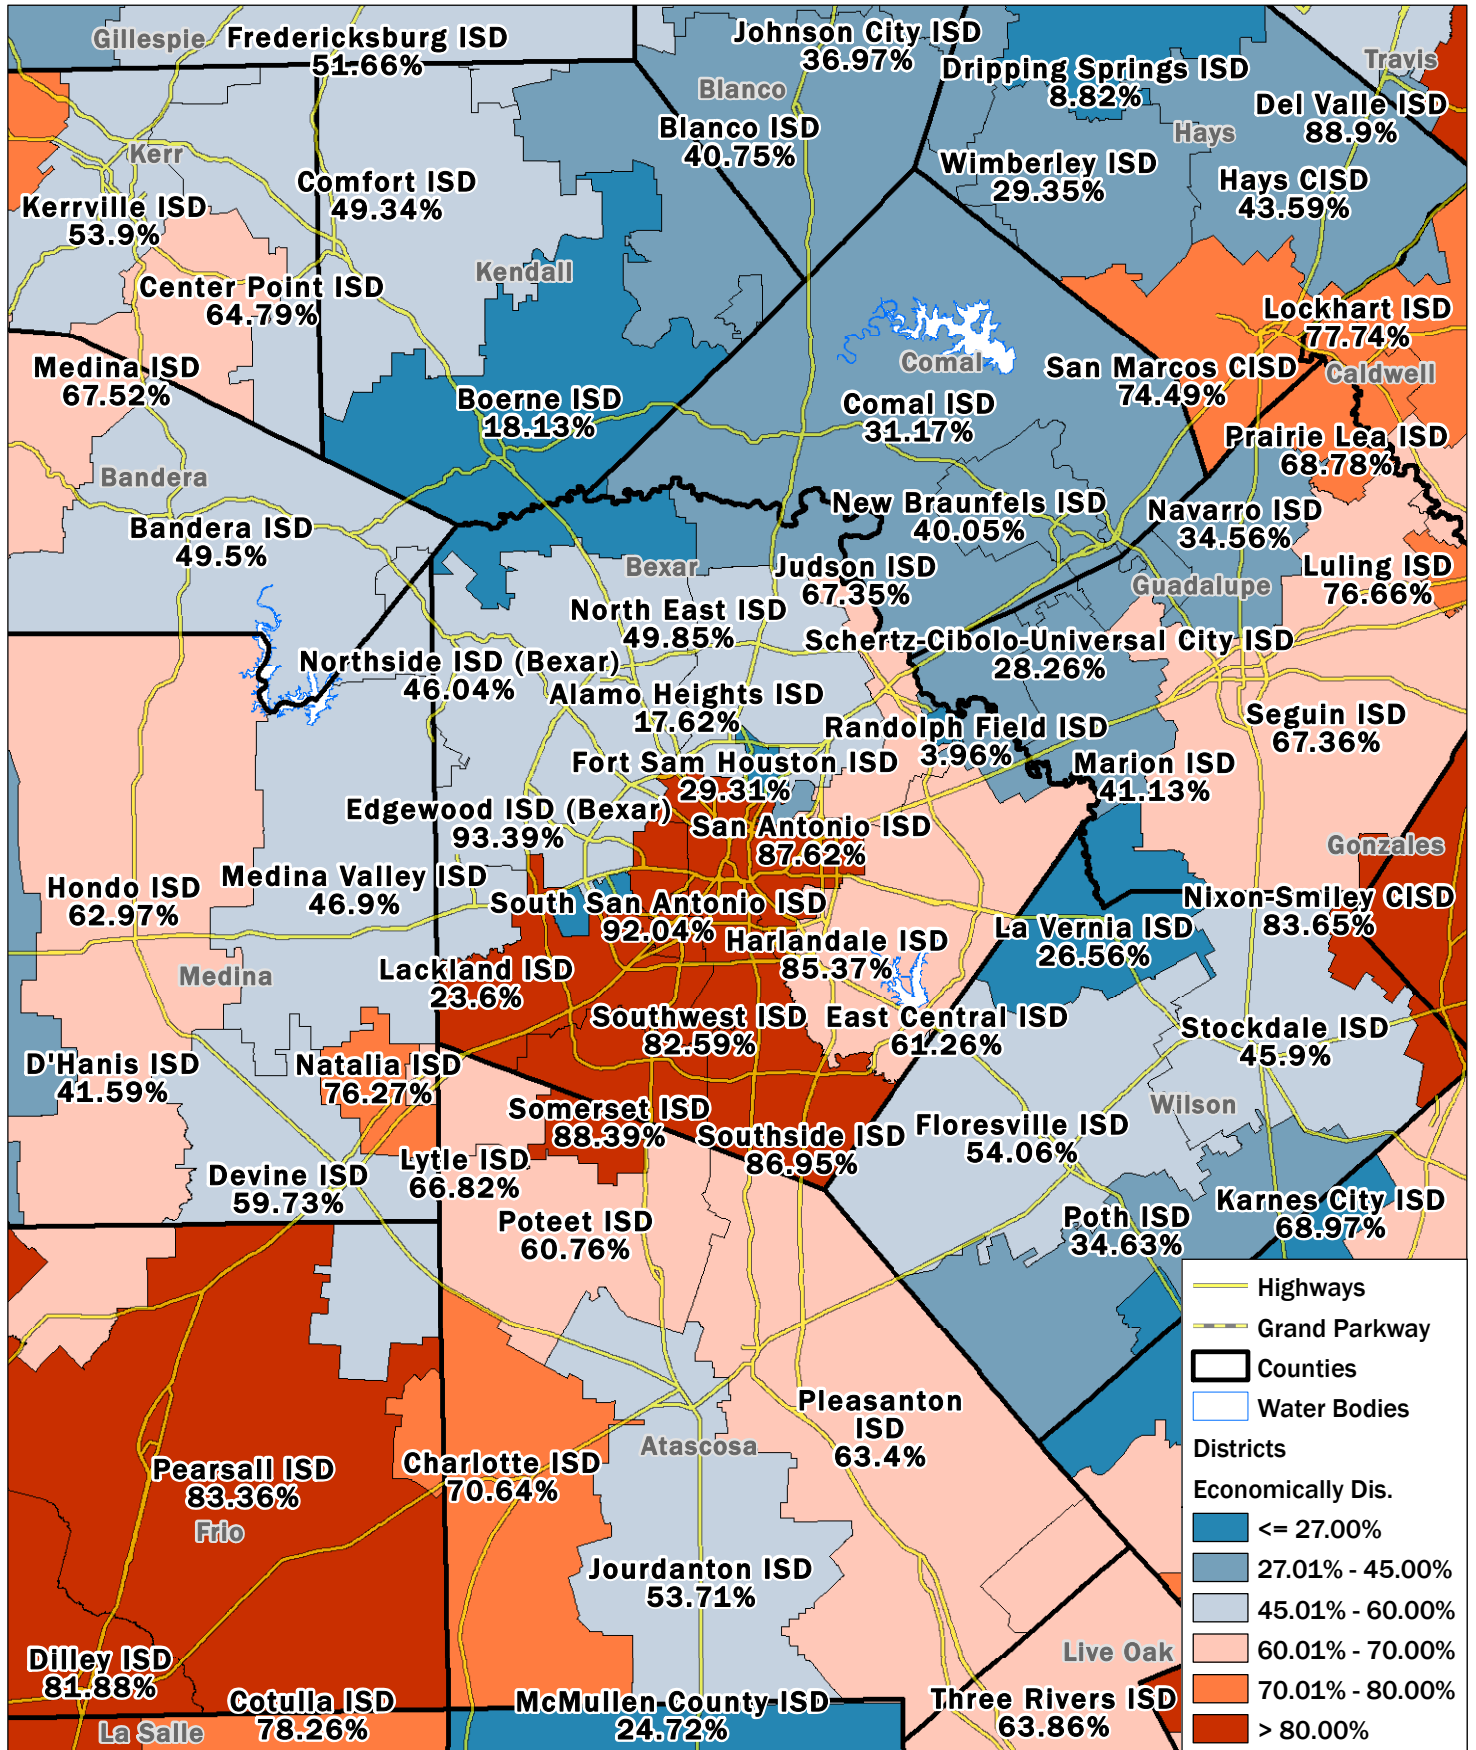 Gillespie
Fredericksburg ISD
51.66%
Johnson City ISD
36.97%
Dripping Springs ISD
8.82%
Travis
Blanco
Del Valle ISD
88.9%
Blanco ISD
40.75%
Hays
Kerr
Wimberley ISD
29.35%
Hays CISD
43.59%
Comfort ISD
49.34%
Kerrville ISD
53.9%
Kendall
Center Point ISD
64.79%
Lockhart ISD
77.74%
Medina ISD
67.52%
Comal
San Marcos CISD
74.49%
Caldwell
Boerne ISD
18.13%
Comal ISD
31.17%
Prairie Lea ISD
68.78%
Bandera
Bandera ISD
49.5%
New Braunfels ISD
40.05%
Navarro ISD
34.56%
Bexar
Judson ISD
67.35%
Guadalupe
Luling ISD
76.66%
North East ISD
49.85%
Schertz-Cibolo-Universal City ISD
28.26%
Northside ISD (Bexar)
46.04%
Alamo Heights ISD
17.62%
Randolph Field ISD
3.96%
Seguin ISD
67.36%
Fort Sam Houston ISD
29.31%
Marion ISD
41.13%
Edgewood ISD (Bexar)
93.39%
San Antonio ISD
87.62%
Gonzales
Hondo ISD
62.97%
Medina Valley ISD
46.9%
South San Antonio ISD
92.04%
Nixon-Smiley CISD
83.65%
La Vernia ISD
26.56%
Harlandale ISD
85.37%
Medina
Lackland ISD
23.6%
Southwest ISD
82.59%
East Central ISD
61.26%
Stockdale ISD
45.9%
D'Hanis ISD
41.59%
Natalia ISD
76.27%
Somerset ISD
88.39%
Wilson
Southside ISD
86.95%
Floresville ISD
54.06%
Lytle ISD
66.82%
Devine ISD
59.73%
Poteet ISD
60.76%
Poth ISD
34.63%
Karnes City ISD
68.97%
Pleasanton
ISD
63.4%
Atascosa
Pearsall ISD
83.36%
Frio
Charlotte ISD
70.64%
Jourdanton ISD
53.71%
Live Oak
Dilley ISD
81.88%
La Salle
Cotulla ISD
78.26%
McMullen County ISD
24.72%
Three Rivers ISD
63.86%
Highways
Grand Parkway
Counties
Water Bodies
Districts
Economically Dis.
<= 27.00%
27.01% - 45.00%
45.01% - 60.00%
60.01% - 70.00%
70.01% - 80.00%
> 80.00%